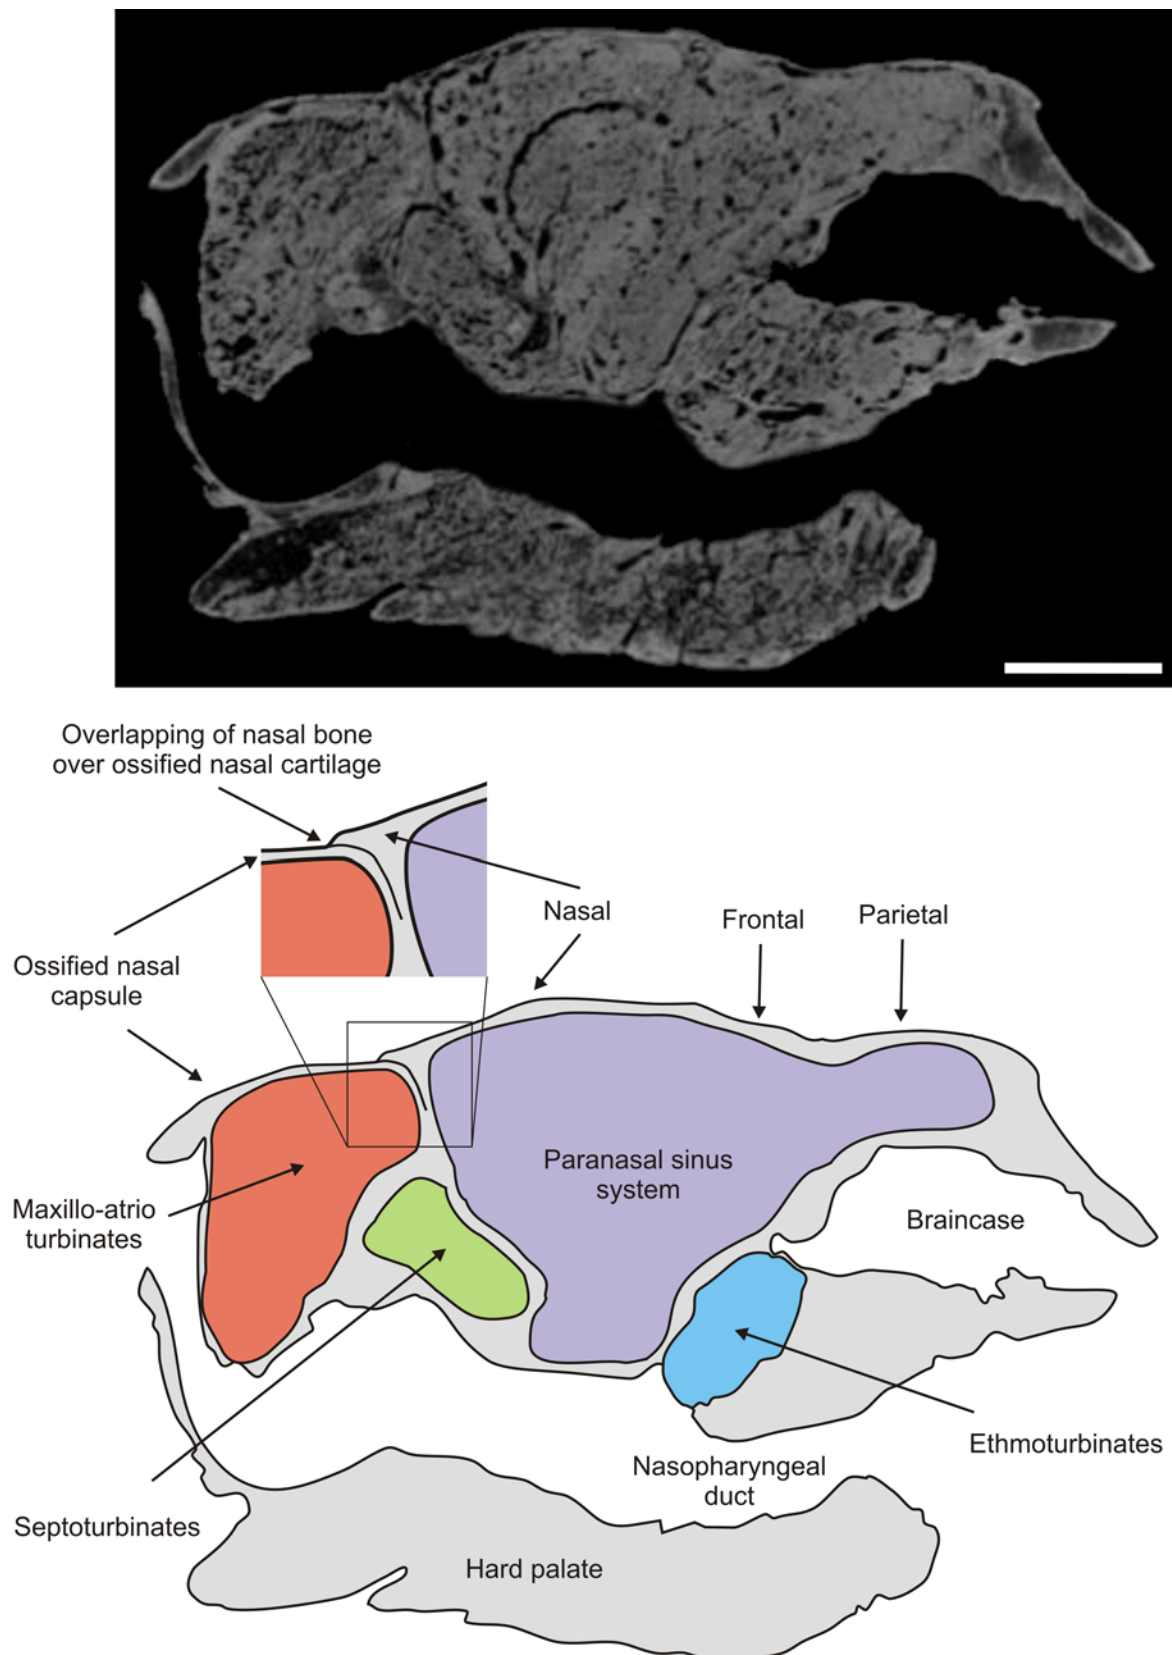 Overlapping of nasal bone
over ossified nasal cartilage
Nasal
Frontal
Parietal
Ossified nasal
capsule
Paranasal sinus
system
Maxillo-atrio
turbinates
Braincase
Ethmoturbinates
Nasopharyngeal
duct
Septoturbinates
Hard palate